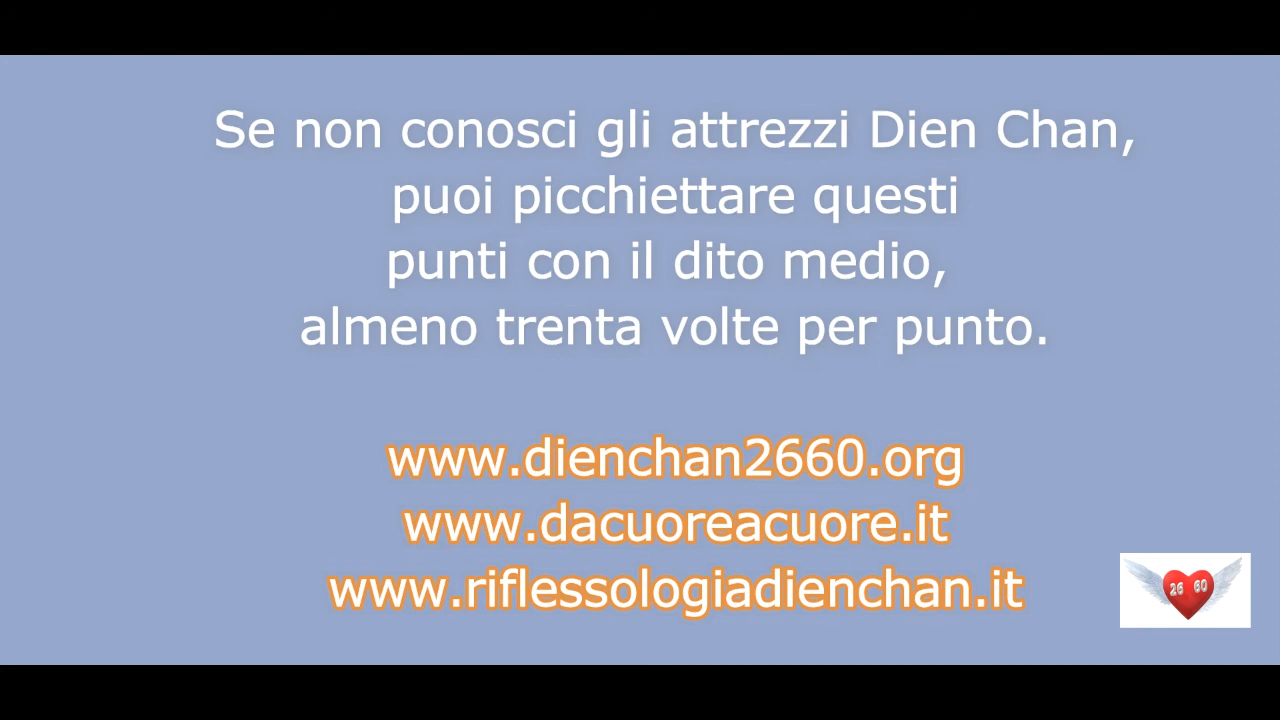 Se non conosci gli attrezzi Dien Chan,
puoi picchiettare questi
punti con il dito medio,
almeno trenta volte per punto.
www.dienchan2660.org
www.dacuoreacuore.it
www.riflessologiadienchan.it
26 60